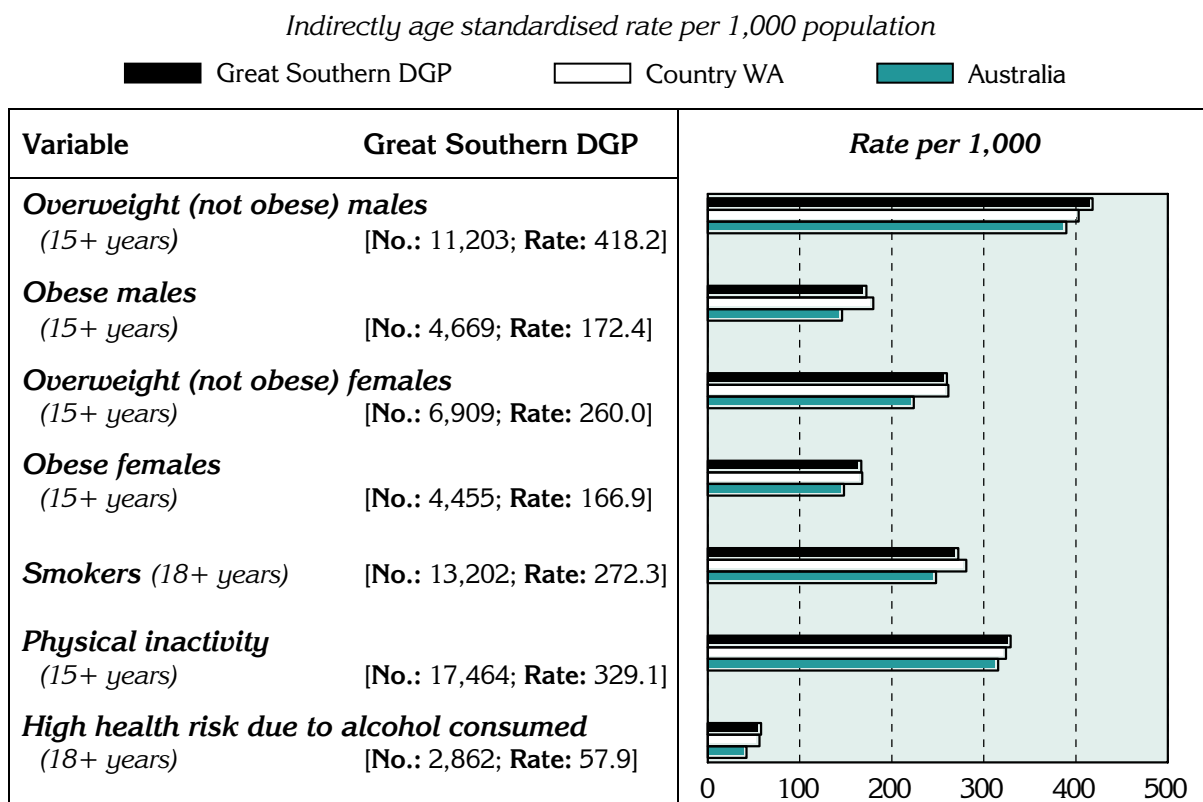 Indirectly age standardised rate per 1,000 population
Great Southern DGP Country WA Australia
Variable Great Southern DGP Rate per 1,000
Overweight (not obese) males
(15+ years) [No.: 11,203; Rate: 418.2]
Obese males
(15+ years) [No.: 4,669; Rate: 172.4]
Overweight (not obese) females
(15+ years) [No.: 6,909; Rate: 260.0]
Obese females
(15+ years) [No.: 4,455; Rate: 166.9]
Smokers (18+ years) [No.: 13,202; Rate: 272.3]
Physical inactivity
(15+ years) [No.: 17,464; Rate: 329.1]
High health risk due to alcohol consumed
(18+ years) [No.: 2,862; Rate: 57.9]
0 100 200 300 400 500